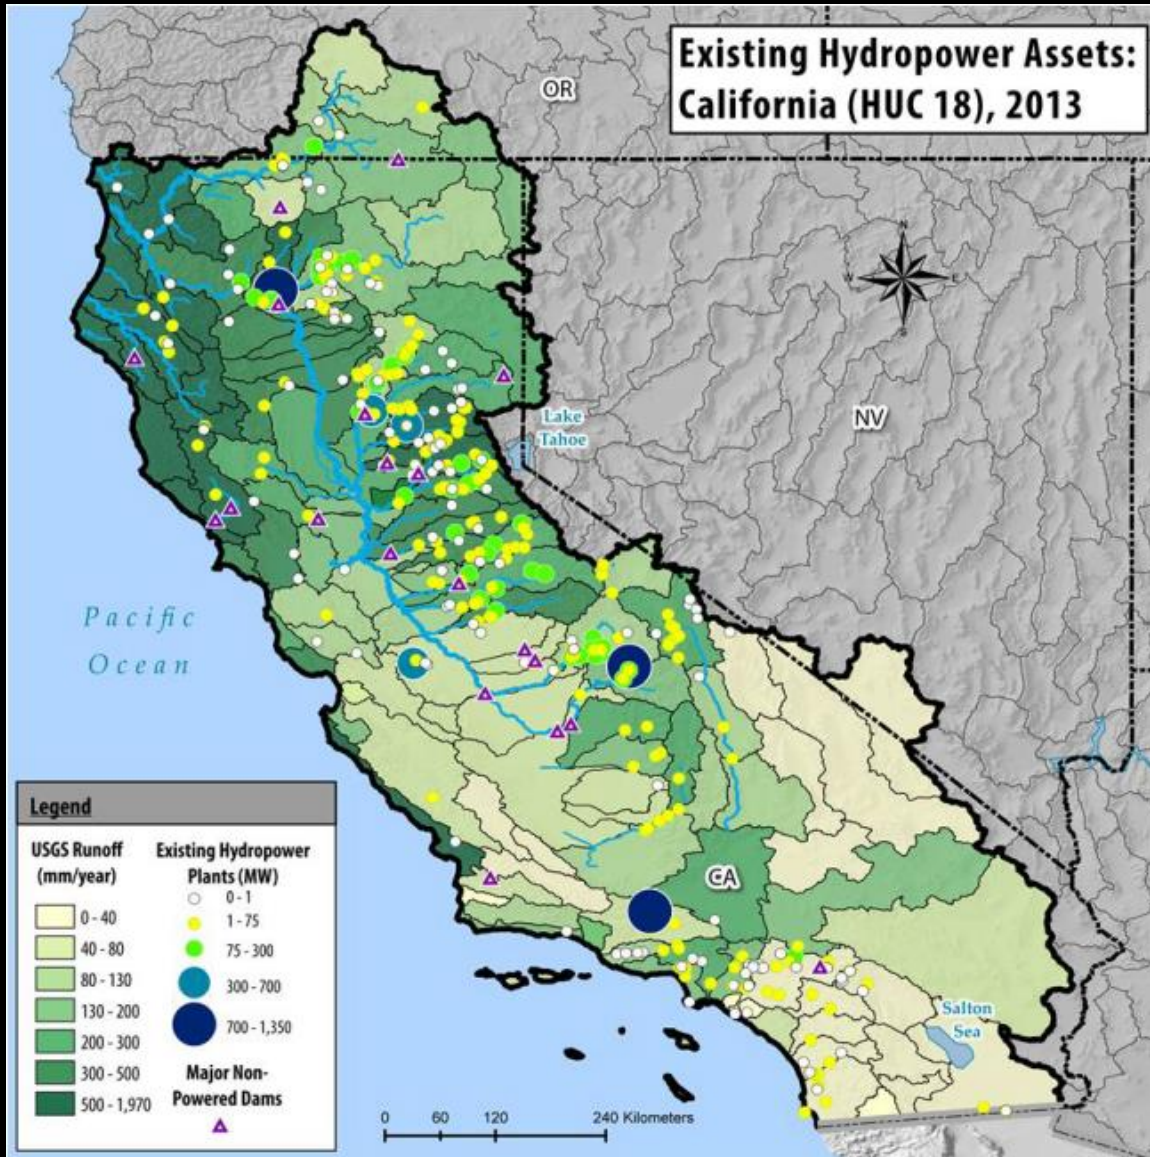 Existing Hydropower Assets:
California (HUC 18), 2013
OR
N
W
E
S
Lake
Tahoe
NV
Pacific
Ocean
CA
Salton
Sea
Legend
USGS Runoff
(mm/year)
0 - 40
40 - 80
80 - 130
130 - 200
200 - 300
300 - 500
500 - 1,970
Existing Hydropower
Plants (MW)
0 - 1
1 - 75
75 - 300
300 - 700
700 - 1,350
Major Non-
Powered Dams
0 60 120 240 Kilometers